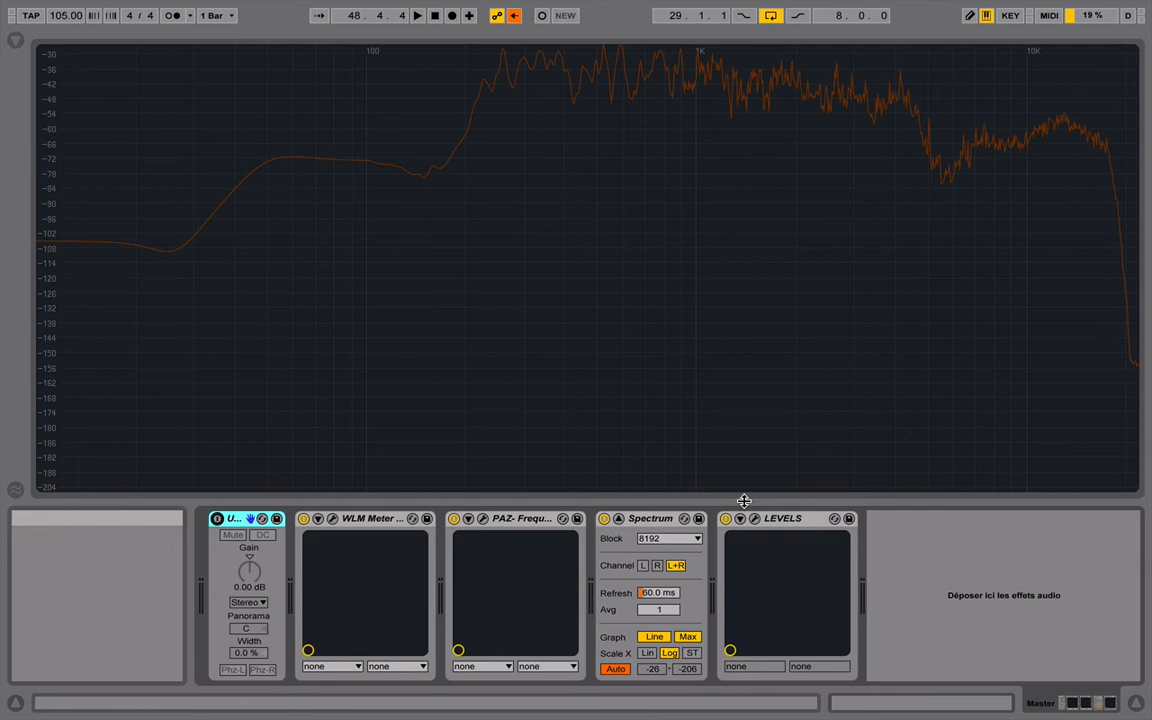 TAP 105.00 4 / 4 1 Bar 48. 4. 4 NEW 29. 1. 1 8. 0. 0 KEY MIDI 19 % D
100 1K 10K
-30
-36
-42
-48
-54
-60
-66
-72
-78
-84
-90
-96
-102
-108
-114
-120
-126
-132
-138
-144
-150
-156
-162
-168
-174
-180
-186
-192
-198
-204
U...
Mute DC
Gain
0.00 dB
Stereo
Panorama
C
Width
0.0 %
Phz-L Phz-R
WLM Meter ...
none none
PAZ- Frequ...
none none
Spectrum
Block 8192
Channel L R L+R
Refresh 60.0 ms
Avg 1
Graph Line Max
Scale X Lin Log ST
Auto -26 -206
LEVELS
none none
Déposer ici les effets audio
Master